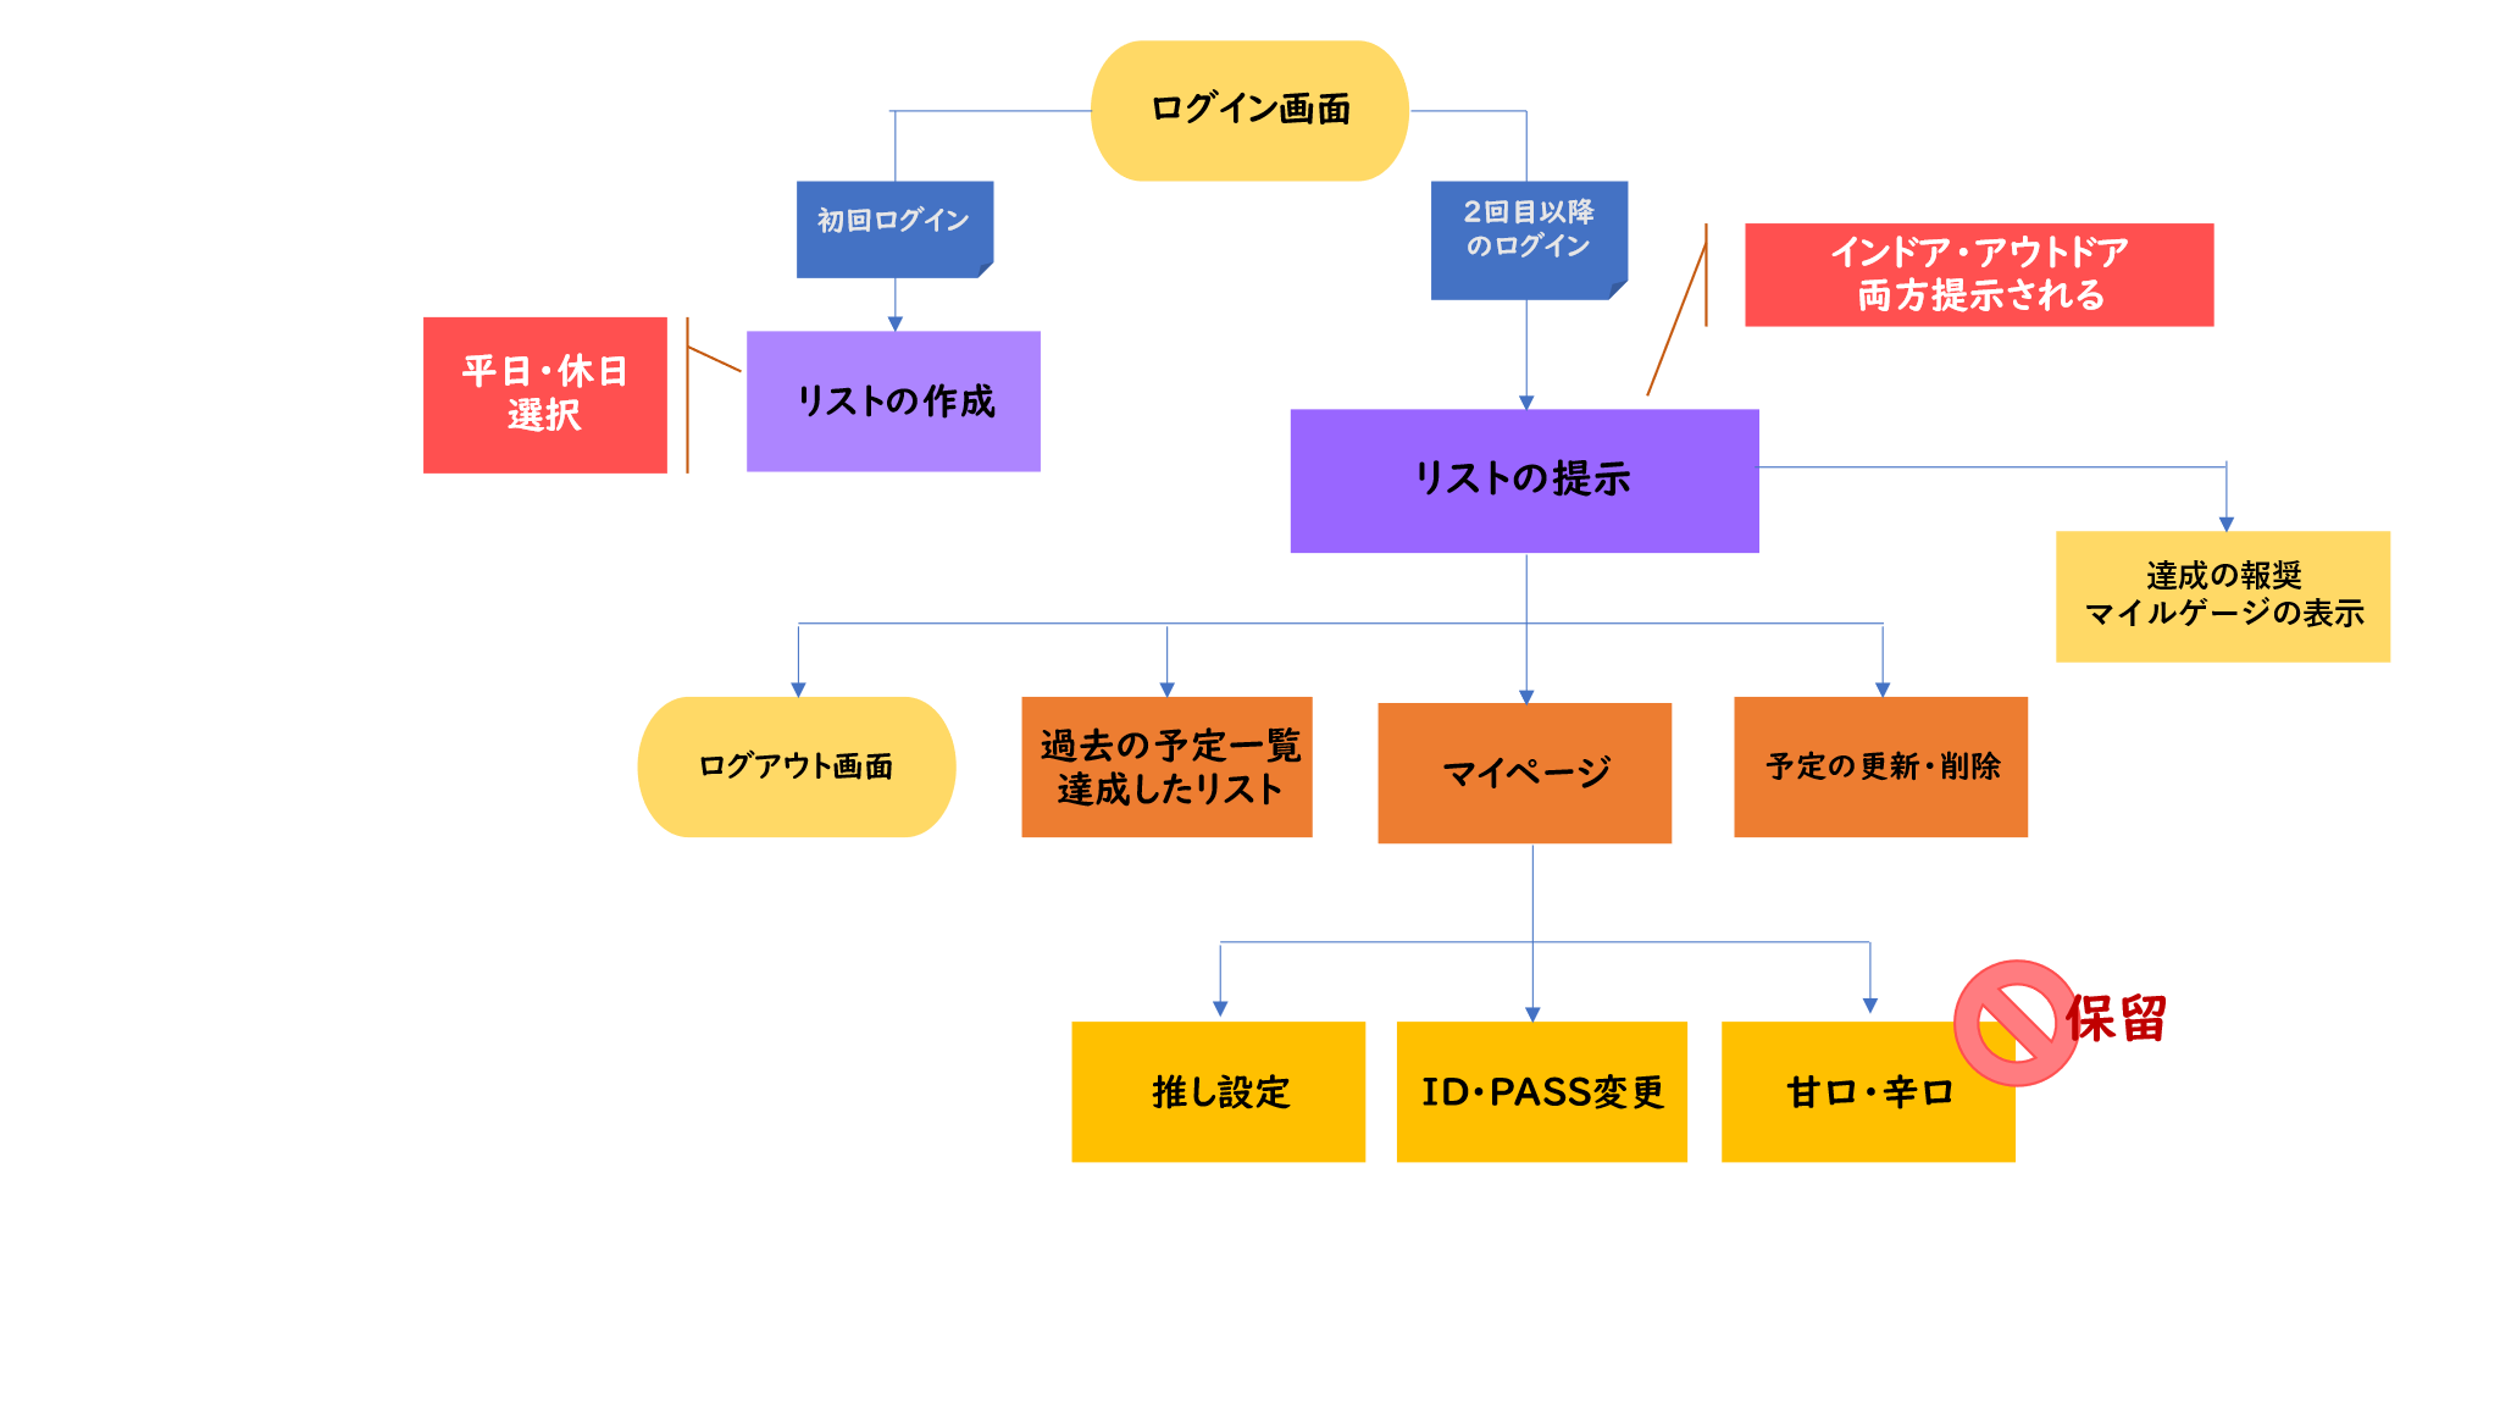 ログイン画面
初回ログイン
2回目以降
のログイン
インドア・アウトドア
両方提示される
平日・休日
選択
リストの作成
リストの提示
達成の報奨
マイルゲージの表示
ログアウト画面
過去の予定一覧
達成したリスト
マイページ
予定の更新・削除
保留
推し設定
ID・PASS変更
甘口・辛口